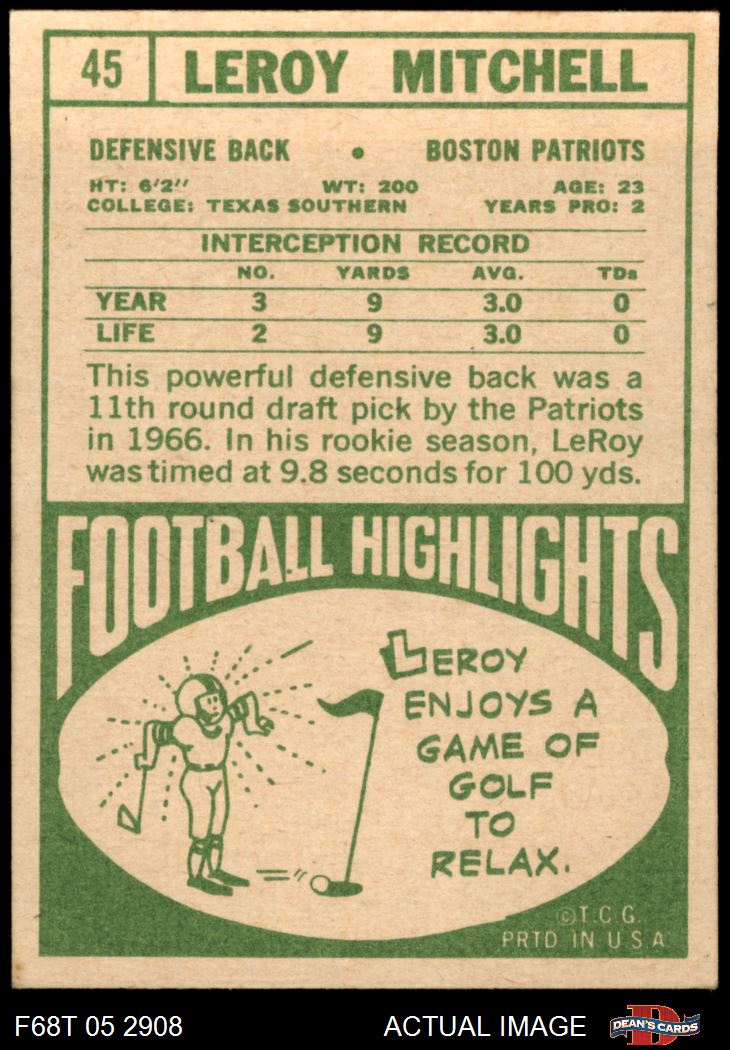 45 LEROY MITCHELL
DEFENSIVE BACK • BOSTON PATRIOTS
HT: 6'2" WT: 200 AGE: 23
COLLEGE: TEXAS SOUTHERN YEARS PRO: 2
INTERCEPTION RECORD
NO. YARDS AVG. TDs
YEAR 3 9 3.0 0
LIFE 2 9 3.0 0
This powerful defensive back was a
11th round draft pick by the Patriots
in 1966. In his rookie season, LeRoy
was timed at 9.8 seconds for 100 yds.
FOOTBALL HIGHLIGHTS
LEROY
ENJOYS A
GAME OF
GOLF
TO
RELAX.
©T.C.G.
PRTD IN U S A
F68T 05 2908 ACTUAL IMAGE D DEAN'S CARDS